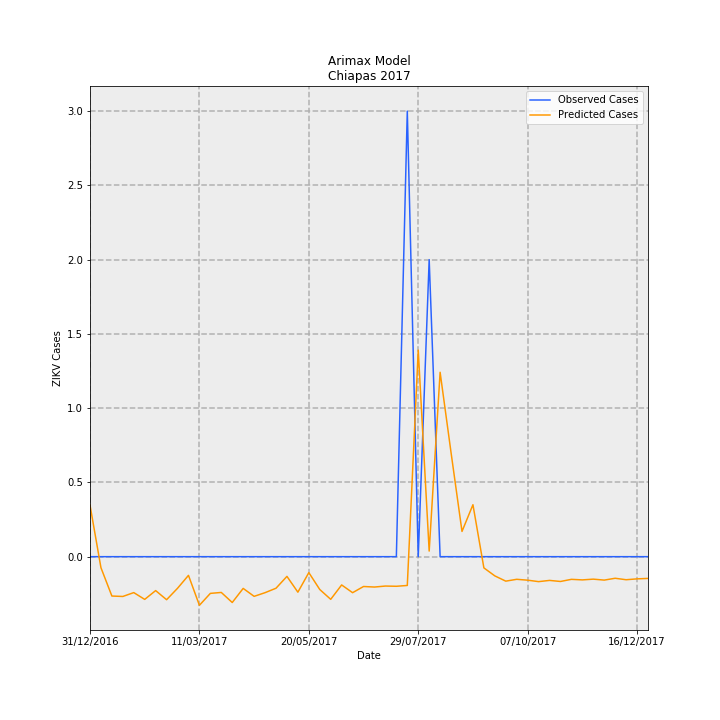 Arimax Model
Chiapas 2017
Observed Cases
Predicted Cases
3.0
2.5
2.0
1.5
1.0
0.5
0.0
ZIKV Cases
31/12/2016
11/03/2017
20/05/2017
29/07/2017
07/10/2017
16/12/2017
Date